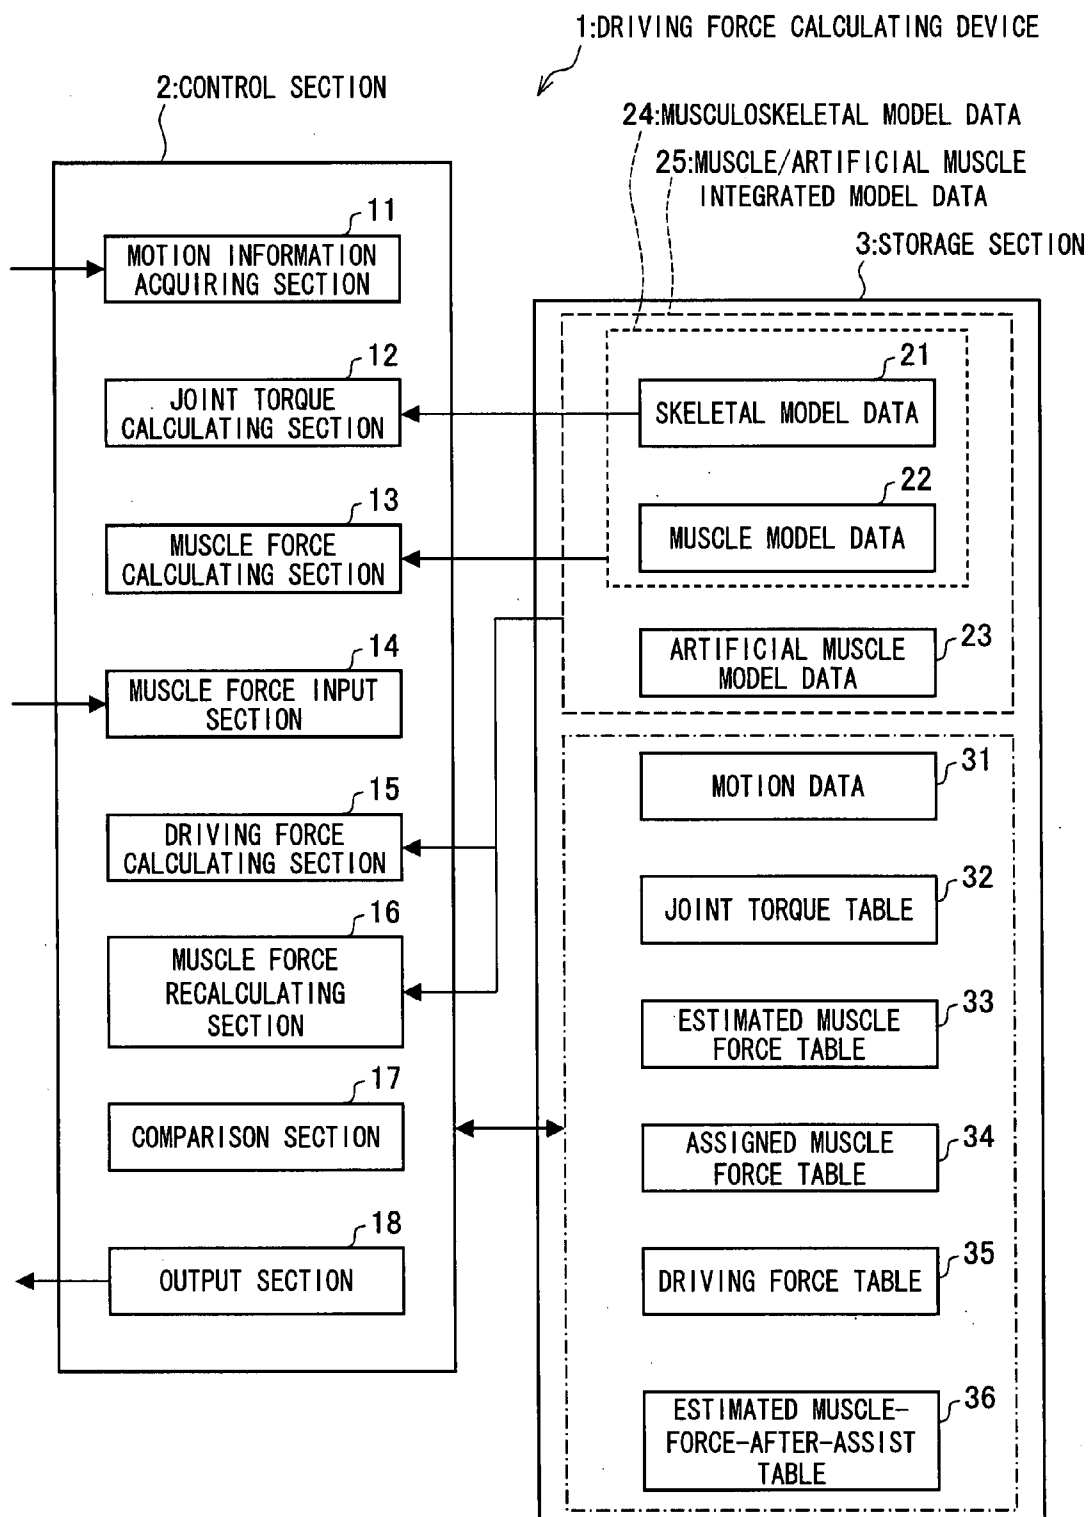 1:DRIVING FORCE CALCULATING DEVICE
2:CONTROL SECTION
24:MUSCULOSKELETAL MODEL DATA
25:MUSCLE/ARTIFICIAL MUSCLE
INTEGRATED MODEL DATA
3:STORAGE SECTION
11
MOTION INFORMATION
ACQUIRING SECTION
12
JOINT TORQUE
CALCULATING SECTION
13
MUSCLE FORCE
CALCULATING SECTION
14
MUSCLE FORCE INPUT
SECTION
15
DRIVING FORCE
CALCULATING SECTION
16
MUSCLE FORCE
RECALCULATING
SECTION
17
COMPARISON SECTION
18
OUTPUT SECTION
21
SKELETAL MODEL DATA
22
MUSCLE MODEL DATA
23
ARTIFICIAL MUSCLE
MODEL DATA
31
MOTION DATA
32
JOINT TORQUE TABLE
33
ESTIMATED MUSCLE
FORCE TABLE
34
ASSIGNED MUSCLE
FORCE TABLE
35
DRIVING FORCE TABLE
36
ESTIMATED MUSCLE-
FORCE-AFTER-ASSIST
TABLE